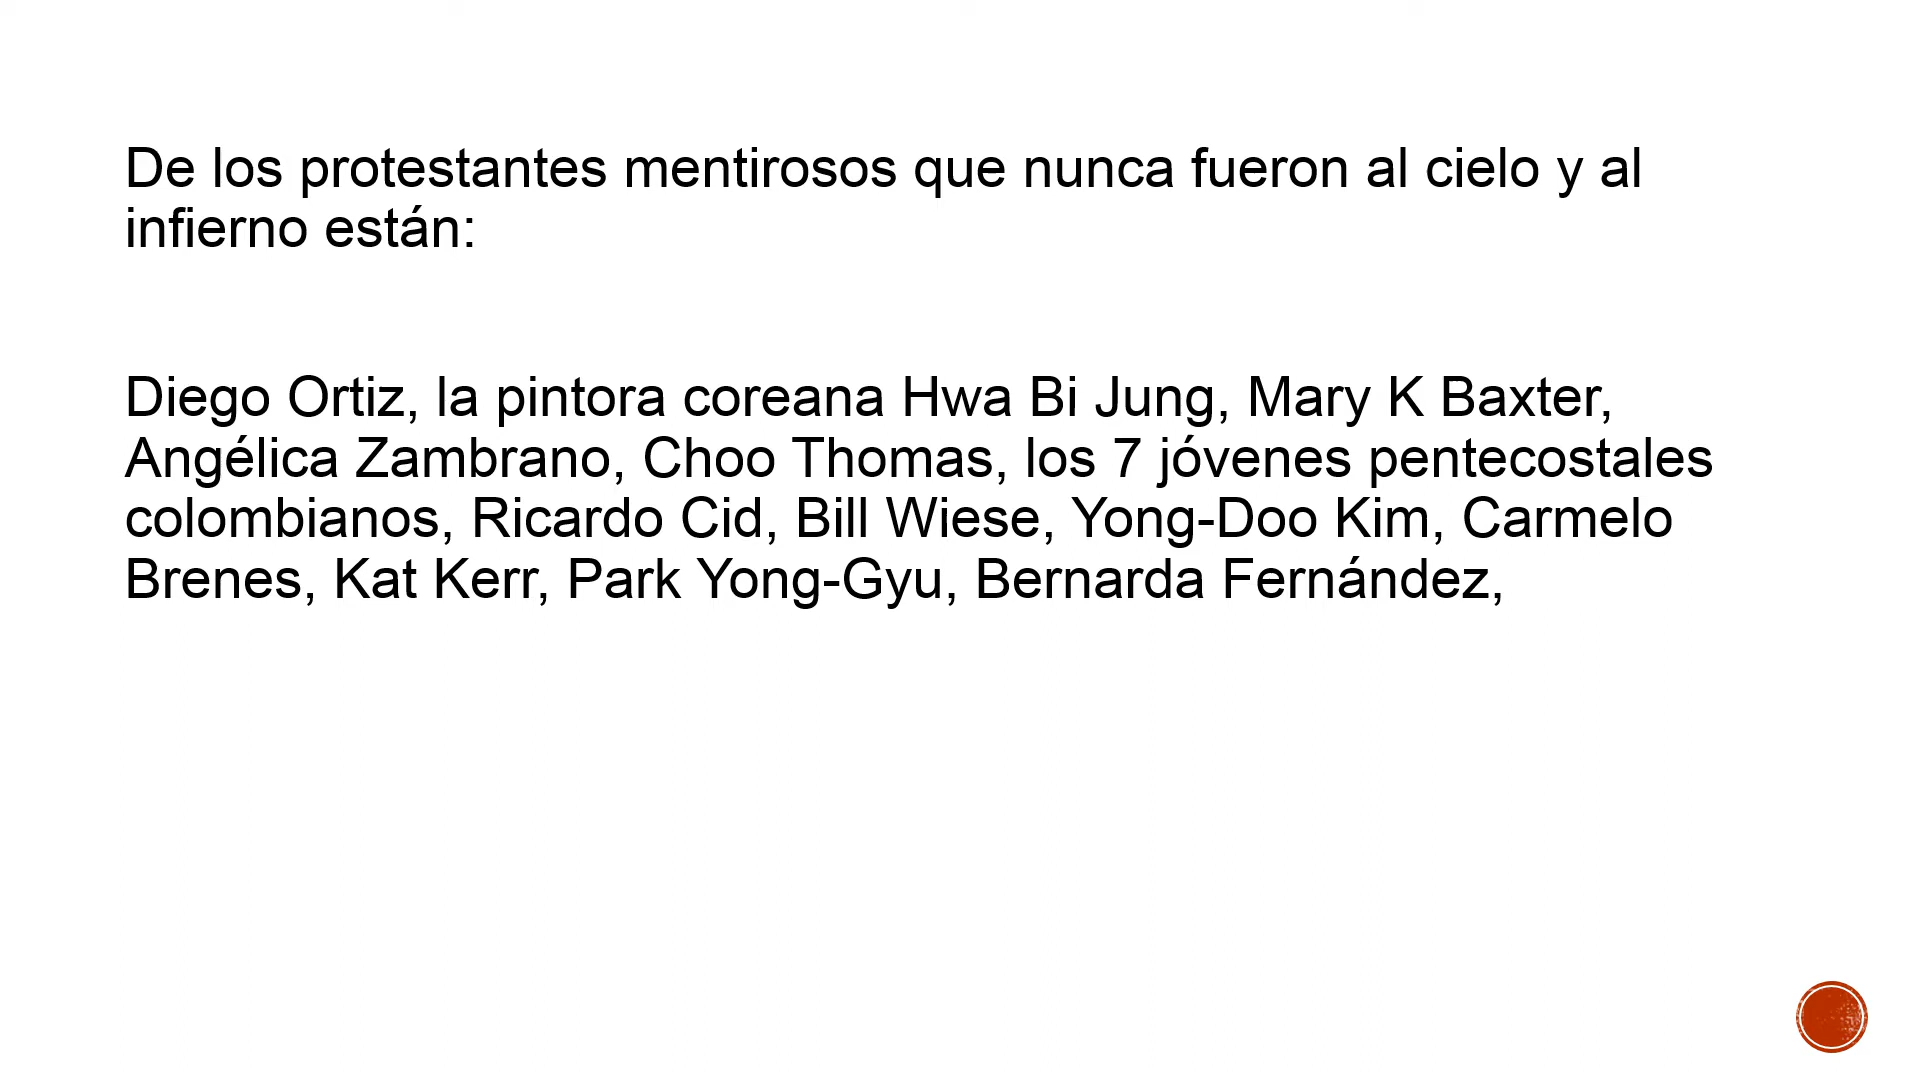 De los protestantes mentirosos que nunca fueron al cielo y al
infierno están:
Diego Ortiz, la pintora coreana Hwa Bi Jung, Mary K Baxter,
Angélica Zambrano, Choo Thomas, los 7 jóvenes pentecostales
colombianos, Ricardo Cid, Bill Wiese, Yong-Doo Kim, Carmelo
Brenes, Kat Kerr, Park Yong-Gyu, Bernarda Fernández,